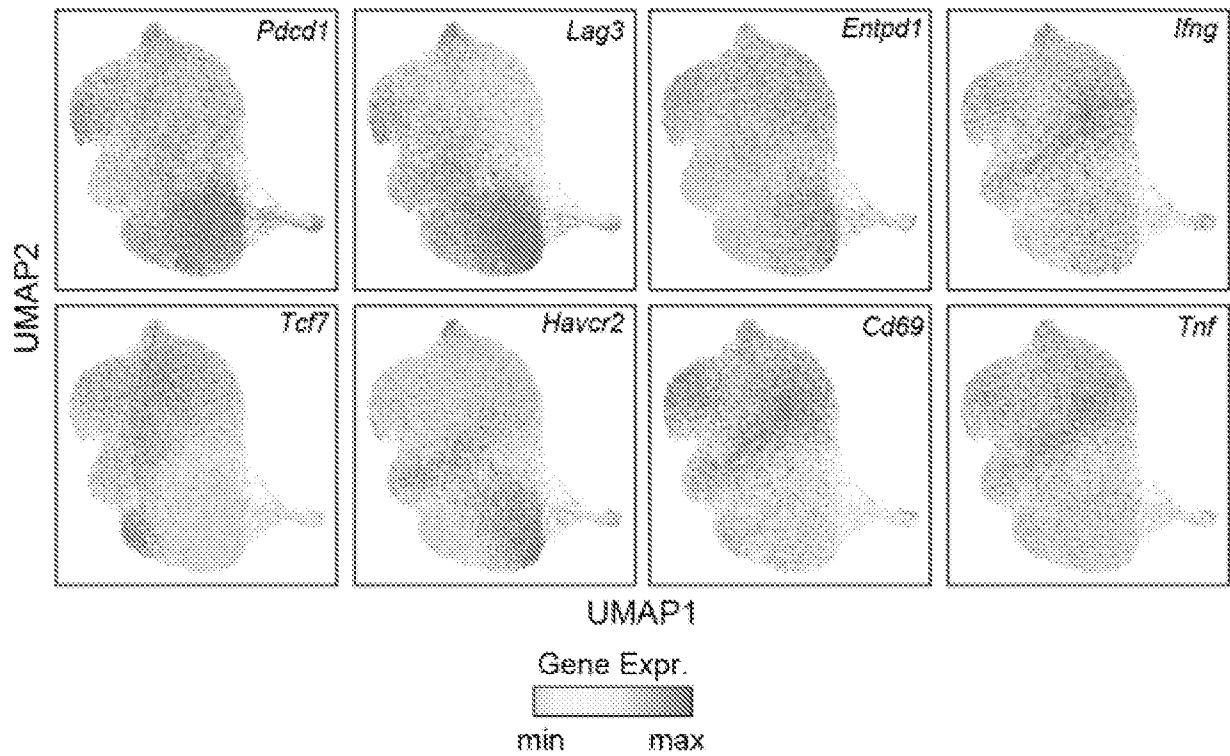 Pdcd1
Lag3
Entpd1
Ifng
Tcf7
Havcr2
Cd69
Tnf
UMAP2
UMAP1
Gene Expr.
min max